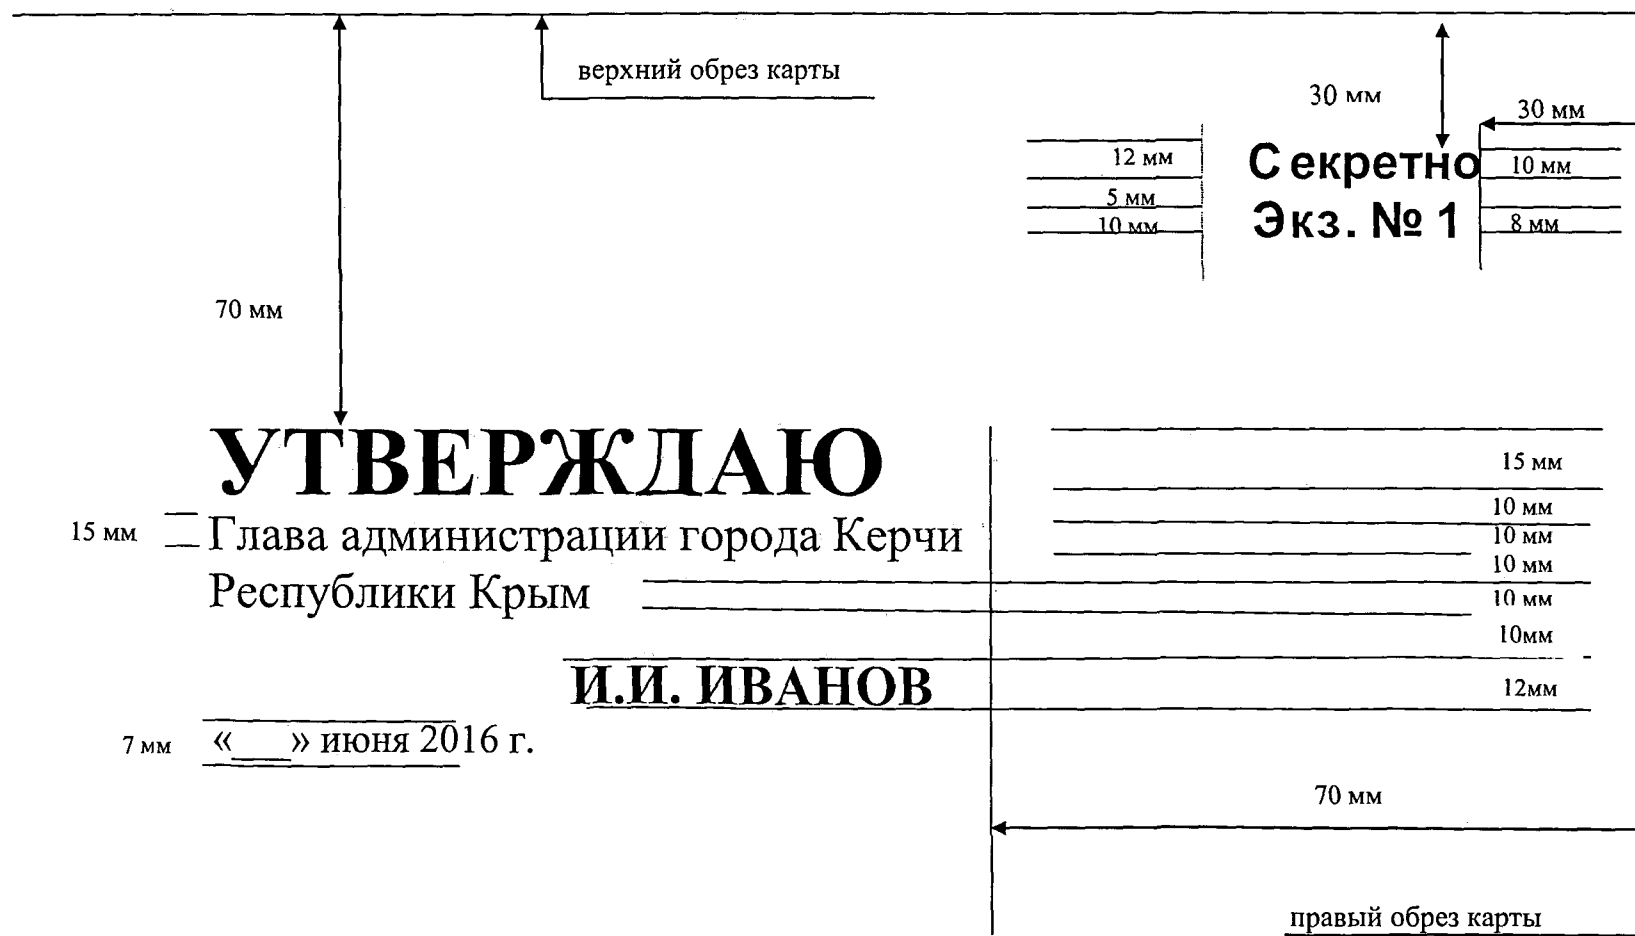 верхний обрез карты
30 мм
30 мм
12 мм Секретно 10 мм
5 мм
10 мм Экз. № 1 8 мм
70 мм
УТВЕРЖДАЮ 15 мм
10 мм
15 мм Глава администрации города Керчи 10 мм
10 мм
Республики Крым 10 мм
10мм
И.И. ИВАНОВ 12мм
7 мм «___» июня 2016 г.
70 мм
правый обрез карты